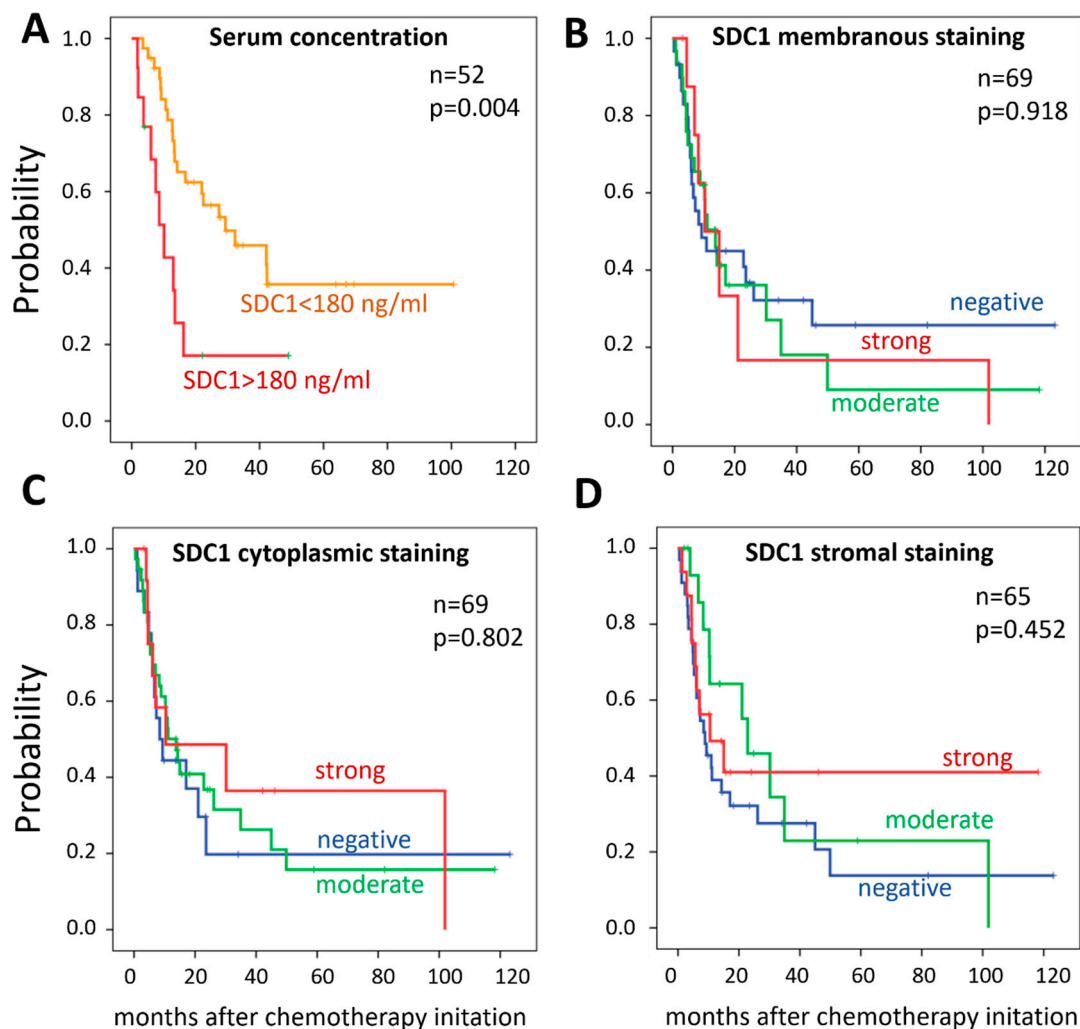 A
Serum concentration
n=52
p=0.004
Probability
1.0
0.8
0.6
0.4
0.2
0.0
SDC1<180 ng/ml
SDC1>180 ng/ml
0 20 40 60 80 100 120
B
SDC1 membranous staining
n=69
p=0.918
1.0
0.8
0.6
0.4
0.2
0.0
negative
strong
moderate
0 20 40 60 80 100 120
C
SDC1 cytoplasmic staining
n=69
p=0.802
Probability
1.0
0.8
0.6
0.4
0.2
0.0
strong
negative
moderate
0 20 40 60 80 100 120
months after chemotherapy initation
D
SDC1 stromal staining
n=65
p=0.452
1.0
0.8
0.6
0.4
0.2
0.0
strong
moderate
negative
0 20 40 60 80 100 120
months after chemotherapy initation